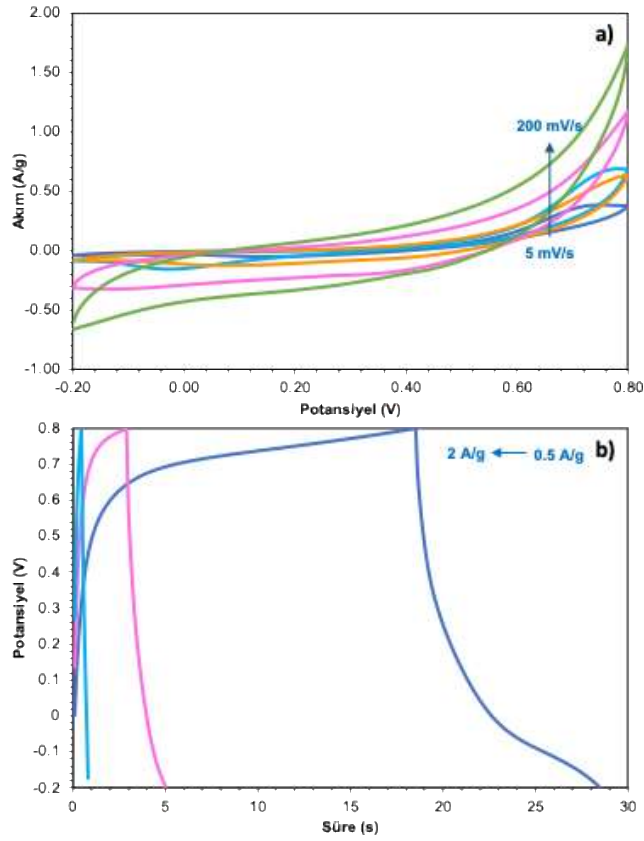 2.00
a)
1.50
1.00
200 mV/s
0.50
0.00
5 mV/s
-0.50
-1.00
Akım (A/g)
-0.20 0.00 0.20 0.40 0.60 0.80
Potansiyel (V)
0.8
2 A/g 0.5 A/g b)
0.7
0.6
0.5
0.4
0.3
0.2
0.1
0
-0.1
-0.2
Potansiyel (V)
0 5 10 15 20 25 30
Süre (s)